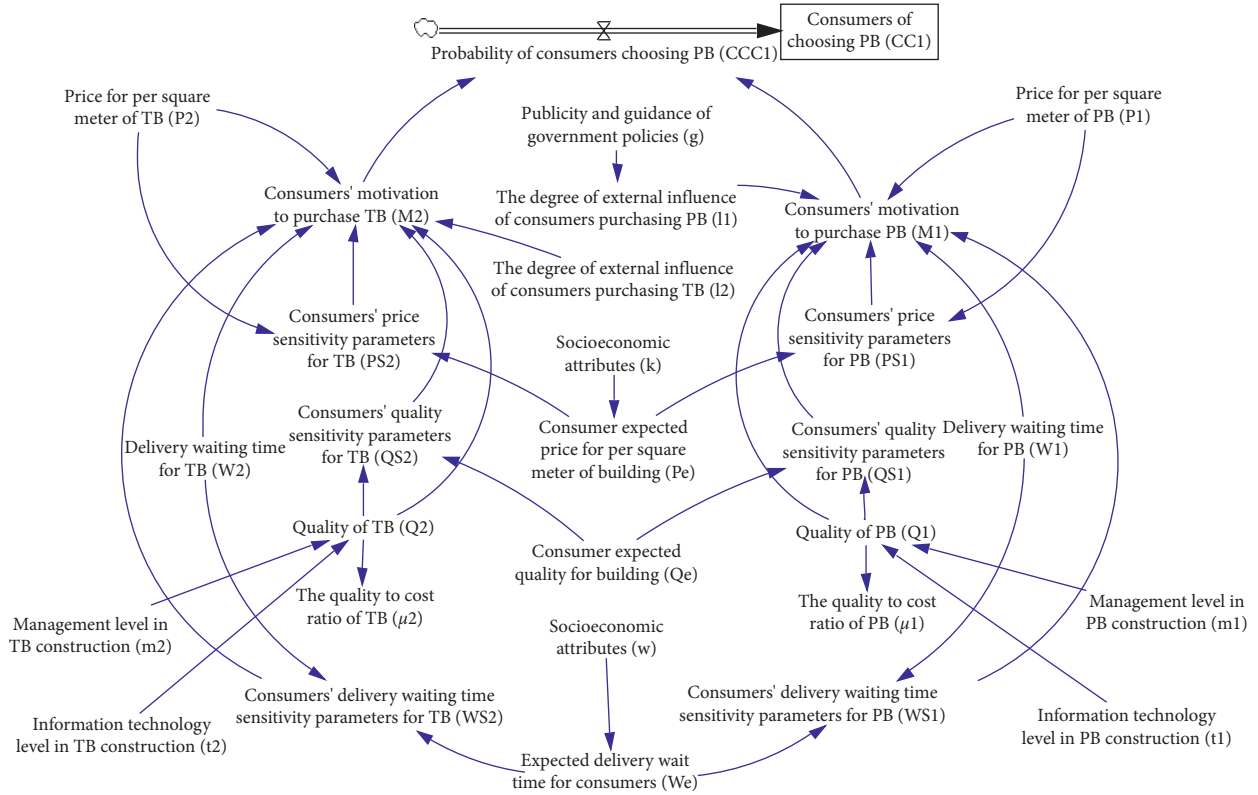 Consumers of
choosing PB (CC1)
Probability of consumers choosing PB (CCC1)
Price for per square
meter of TB (P2)
Publicity and guidance of
government policies (g)
Price for per square
meter of PB (P1)
Consumers' motivation
to purchase TB (M2)
The degree of external influence
of consumers purchasing PB (l1)
Consumers' motivation
to purchase PB (M1)
The degree of external influence
of consumers purchasing TB (l2)
Consumers' price
sensitivity parameters
for TB (PS2)
Socioeconomic
attributes (k)
Consumers' price
sensitivity parameters
for PB (PS1)
Consumers' quality
sensitivity parameters
for TB (QS2)
Delivery waiting time
for TB (W2)
Consumer expected
price for per square
meter of building (Pe)
Consumers' quality
sensitivity parameters
for PB (QS1)
Delivery waiting time
for PB (W1)
Quality of TB (Q2)
Consumer expected
quality for building (Qe)
Quality of PB (Q1)
The quality to cost
ratio of TB (μ2)
The quality to cost
ratio of PB (μ1)
Management level in
TB construction (m2)
Socioeconomic
attributes (w)
Management level in
PB construction (m1)
Consumers' delivery waiting time
sensitivity parameters for TB (WS2)
Consumers' delivery waiting time
sensitivity parameters for PB (WS1)
Information technology
level in TB construction (t2)
Information technology
level in PB construction (t1)
Expected delivery wait
time for consumers (We)